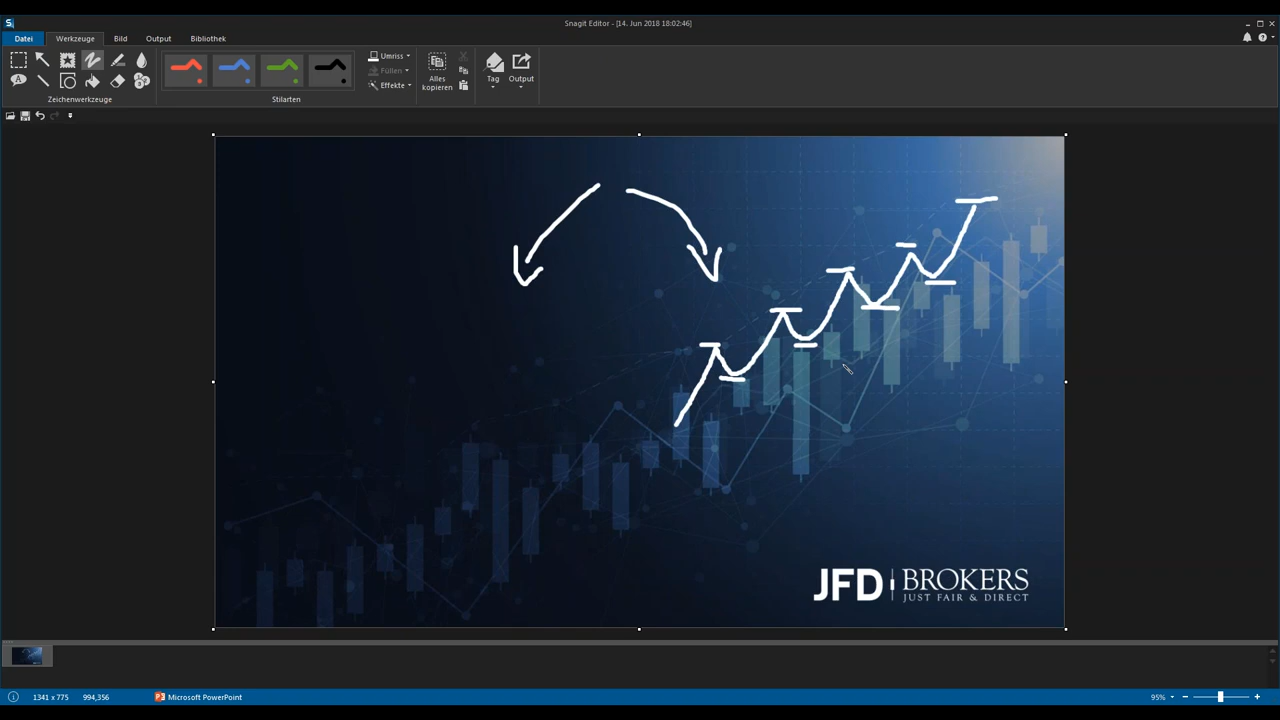 Snagit Editor - [14. Jun 2018 18:02:46]
Datei Werkzeuge Bild Output Bibliothek
Umriss
Füllen
Effekte
Alles kopieren
Tag
Output
Zeichenwerkzeuge
Stilarten
JFD BROKERS
JUST FAIR & DIRECT
1341 x 775 994,356 Microsoft PowerPoint 95%